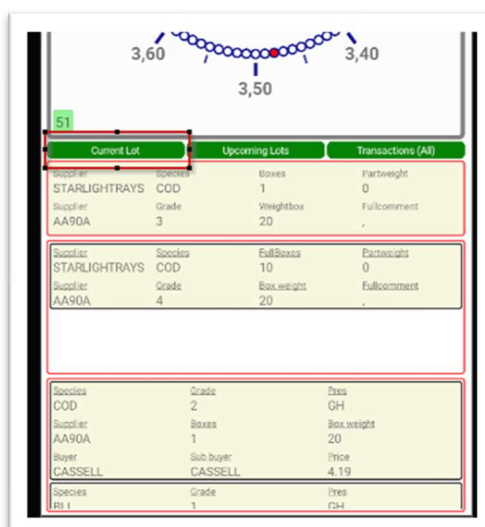 3,60 3,40
3,50
51
Current Lot Upcoming Lots Transactions (All)
Supplier Species Boxes Partweight
STARLIGHTRAYS COD 1 0
Supplier Grade Weightbox Fullcomment
AA90A 3 20 ,
Supplier Species FullBoxes Partweight
STARLIGHTRAYS COD 10 0
Supplier Grade Box weight Fullcomment
AA90A 4 20 ,
Species Grade Pres
COD 2 GH
Supplier Boxes Box weight
AA90A 1 20
Buyer Sub buyer Price
CASSELL CASSELL 4.19
Species Grade Pres
1 GH